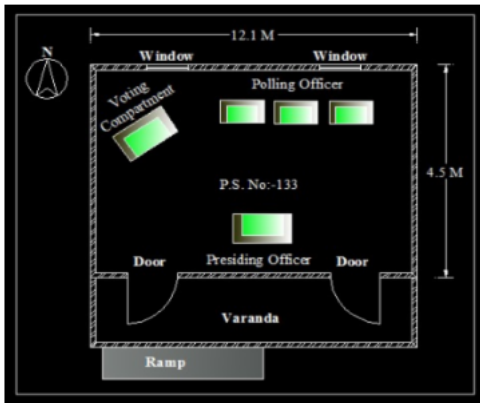 12.1 M
N
Window
Window
Voting
Compartment
Polling Officer
4.5 M
P.S. No:-133
Door
Presiding Officer
Door
Varanda
Ramp